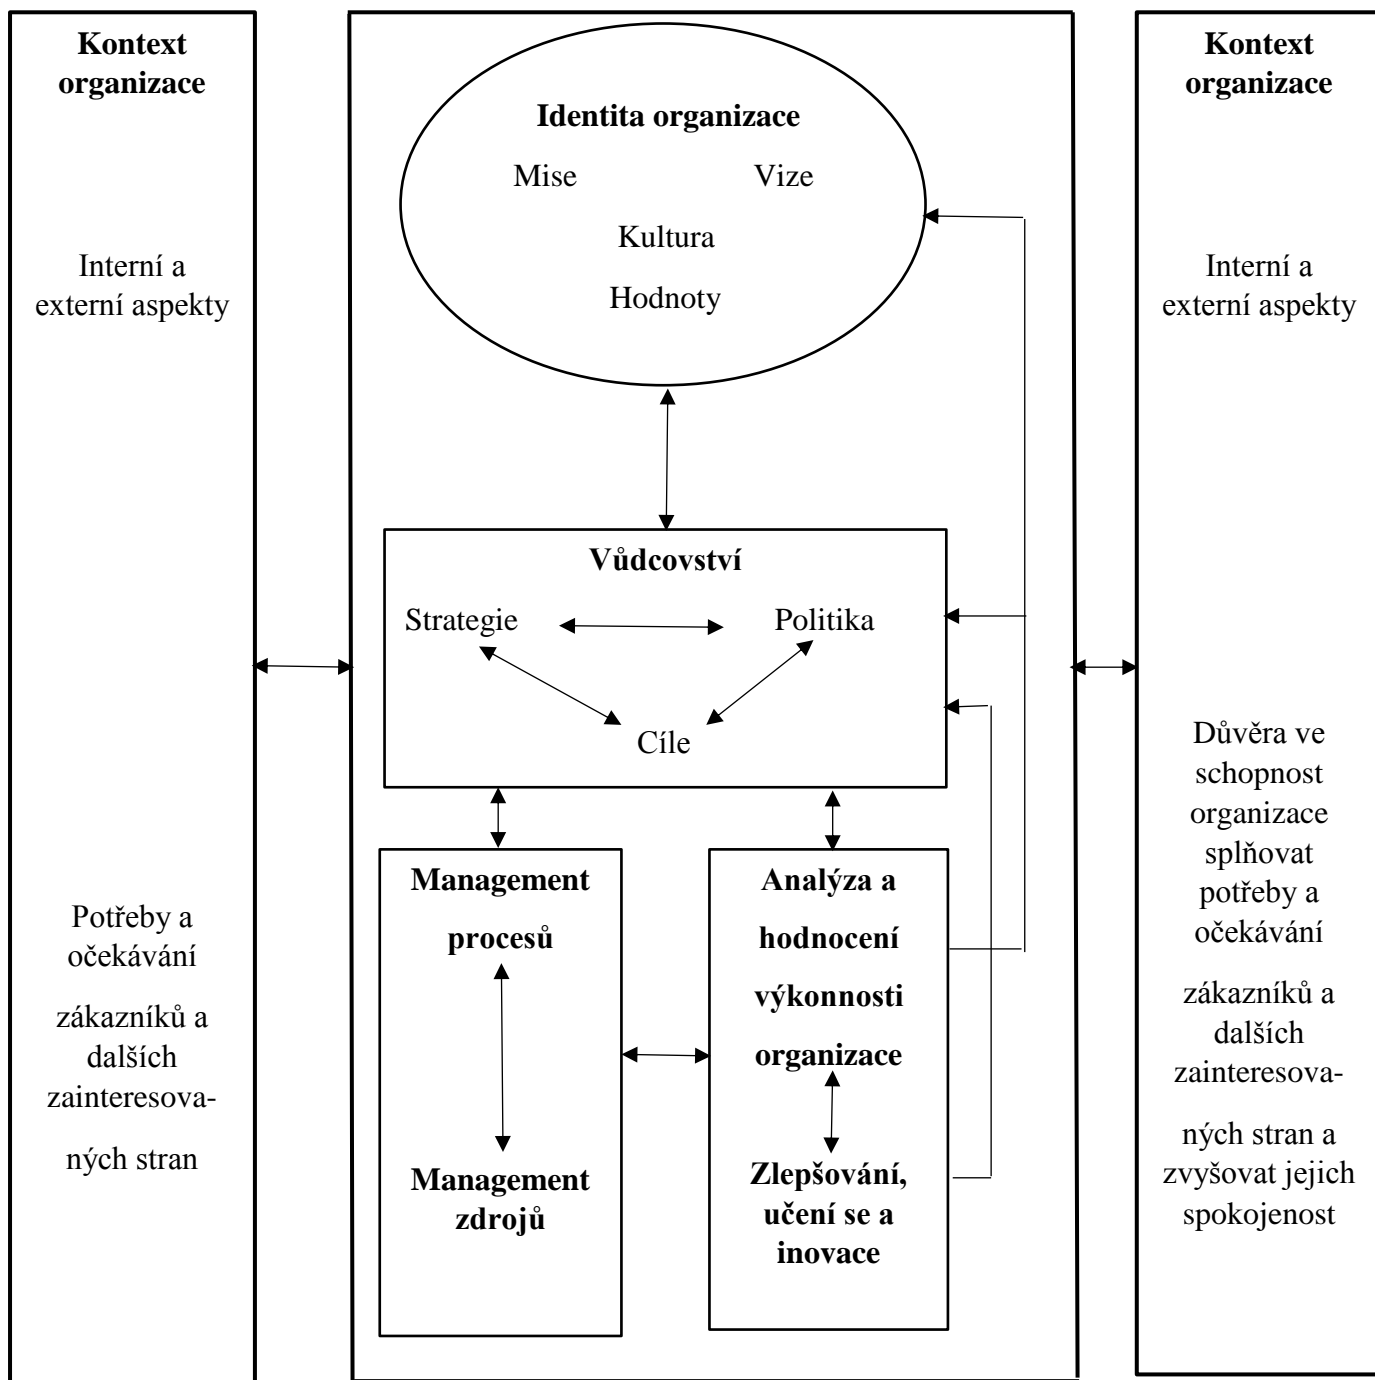 Kontext
organizace
Interní a
externí aspekty
Potřeby a
očekávání
zákazníků a
dalších
zainteresova-
ných stran
Identita organizace
Mise Vize
Kultura
Hodnoty
Vůdcovství
Strategie Politika
Cíle
Management
procesů
Management
zdrojů
Analýza a
hodnocení
výkonnosti
organizace
Zlepšování,
učení se a
inovace
Kontext
organizace
Interní a
externí aspekty
Důvěra ve
schopnost
organizace
splňovat
potřeby a
očekávání
zákazníků a
dalších
zainteresova-
ných stran a
zvyšovat jejich
spokojenost